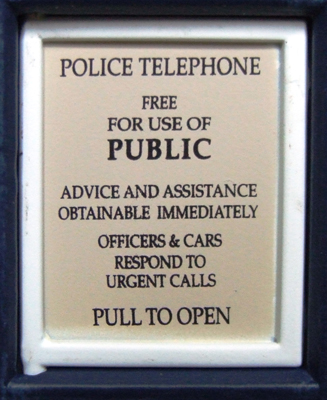 POLICE TELEPHONE
FREE
FOR USE OF
PUBLIC
ADVICE AND ASSISTANCE
OBTAINABLE IMMEDIATELY
OFFICERS & CARS
RESPOND TO
URGENT CALLS
PULL TO OPEN